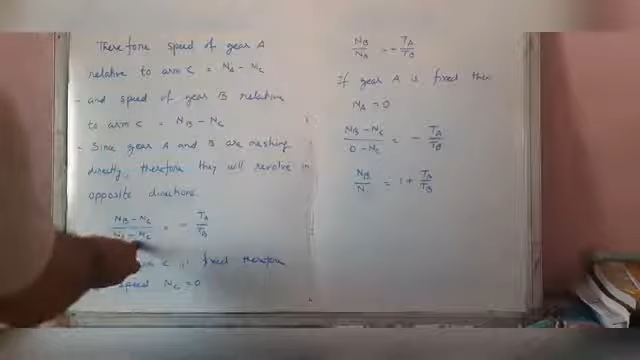 Therefore speed of gear A
relative to arm C = NA - NC
- and speed of gear B relative
to arm C = NB - NC
- Since gear A and B are meshing
directly, therefore they will revolve in
opposite directions.
NB - NC / NA - NC = - TA / TB
arm C is fixed therefore
speed NC = 0
NB / NA = - TA / TB
If gear A is fixed then
NA = 0
NB - NC / 0 - NC = - TA / TB
NB / N = 1 + TA / TB